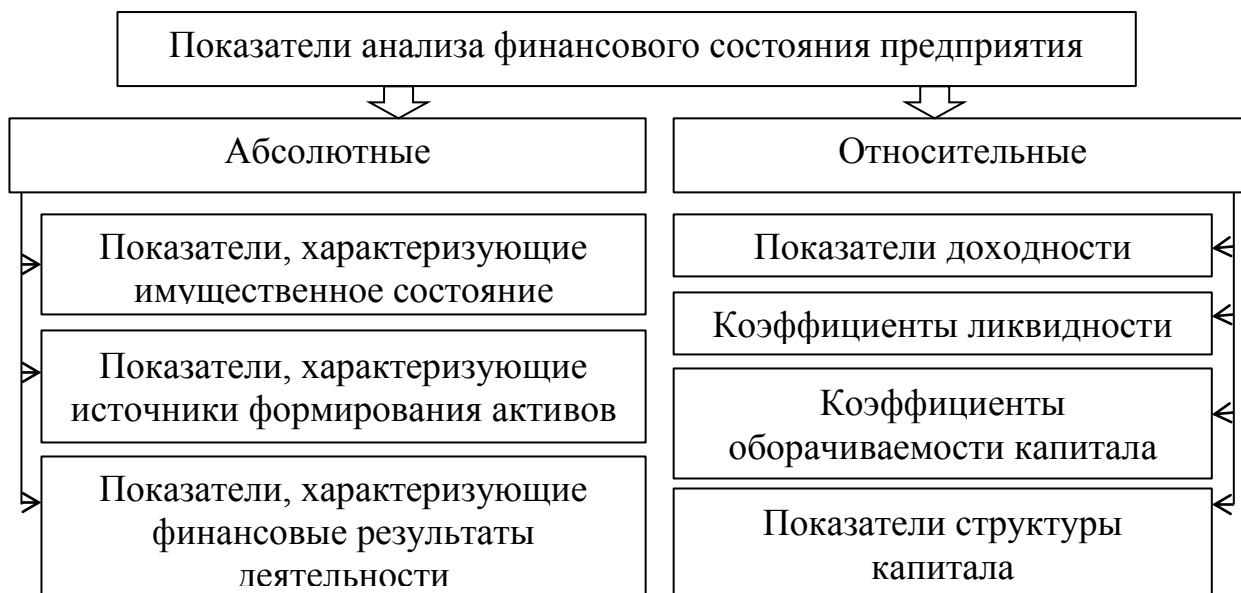 Показатели анализа финансового состояния предприятия
Абсолютные
Показатели, характеризующие
имущественное состояние
Показатели, характеризующие
источники формирования активов
Показатели, характеризующие
финансовые результаты
деятельности
Относительные
Показатели доходности
Коэффициенты ликвидности
Коэффициенты
оборачиваемости капитала
Показатели структуры
капитала